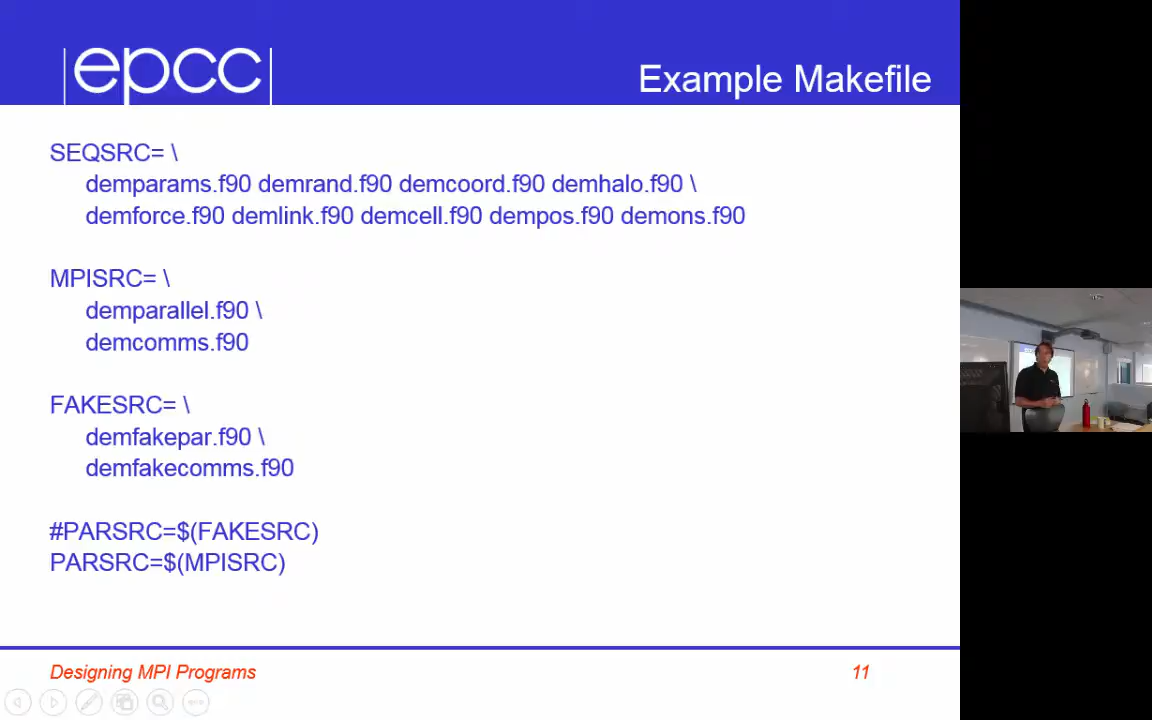 epcc
Example Makefile
SEQSRC= \
demparams.f90 demrand.f90 demcoord.f90 demhalo.f90 \
demforce.f90 demlink.f90 demcell.f90 dempos.f90 demons.f90
MPISRC= \
demparallel.f90 \
demcomms.f90
FAKESRC= \
demfakepar.f90 \
demfakecomms.f90
#PARSRC=$(FAKESRC)
PARSRC=$(MPISRC)
Designing MPI Programs
11